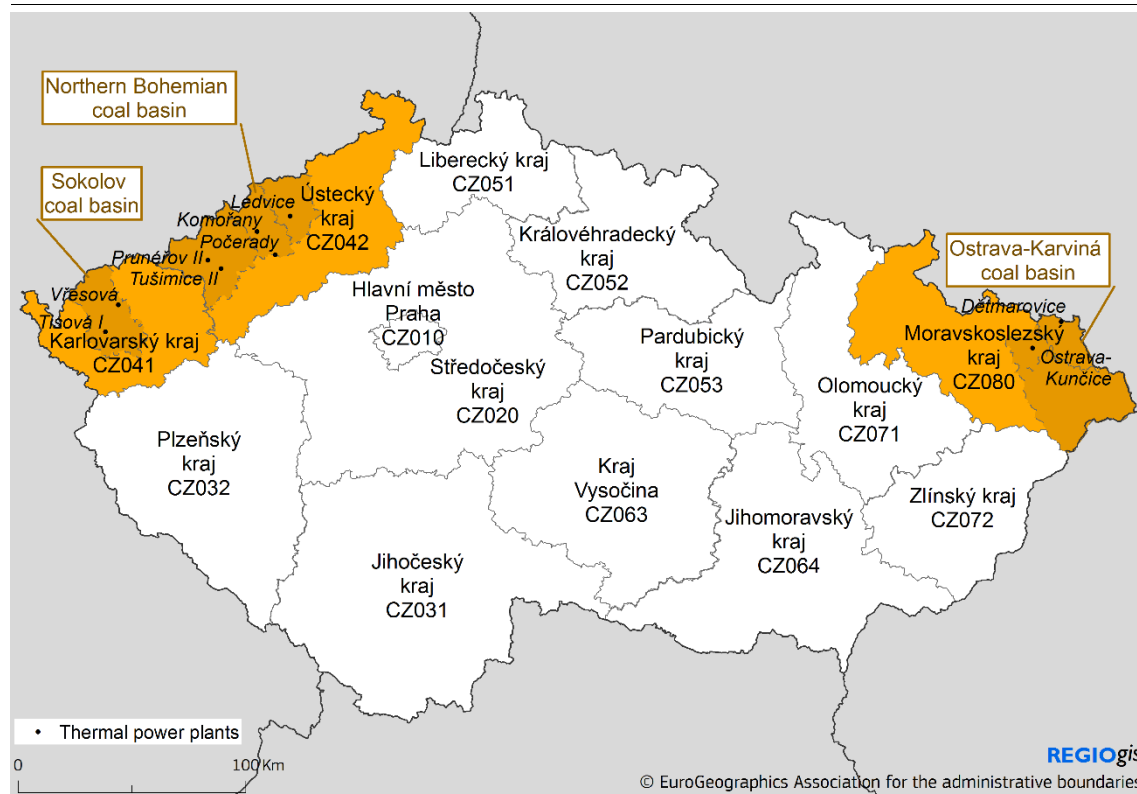 Northern Bohemian
coal basin
Sokolov
coal basin
Liberecký kraj
CZ051
Ledvice
Ústecký
kraj
CZ042
Komořany
Počerady
Prunéřov II
Tušimice II
Královéhradecký
kraj
CZ052
Ostrava-Karviná
coal basin
Vřesová
Tisová I
Karlovarský kraj
CZ041
Hlavní město
Praha
CZ010
Dětmarovice
Moravskoslezský
kraj
CZ080
Ostrava-
Kunčice
Pardubický
kraj
CZ053
Středočeský
kraj
CZ020
Olomoucký
kraj
CZ071
Plzeňský
kraj
CZ032
Kraj
Vysočina
CZ063
Zlínský kraj
CZ072
Jihomoravský
kraj
CZ064
Jihočeský
kraj
CZ031
Thermal power plants
0 100 Km
REGIOgis
© EuroGeographics Association for the administrative boundaries